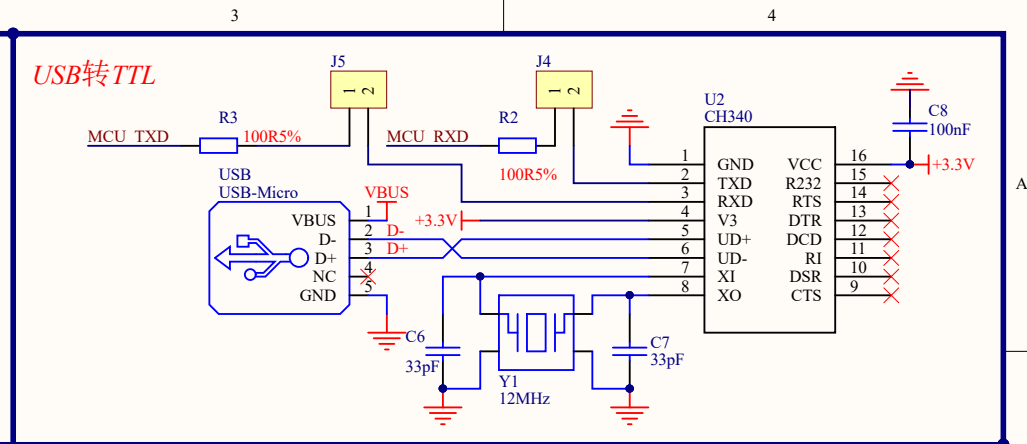 3
4
USB转TTL
J5
J4
1
2
1
2
U2
CH340
C8
100nF
R3
R2
MCU_TXD
100R5%
MCU_RXD
100R5%
1
GND
VCC
16
+3.3V
2
TXD
R232
15
3
RXD
RTS
14
4
V3
DTR
13
5
UD+
DCD
12
6
UD-
RI
11
7
XI
DSR
10
8
XO
CTS
9
A
USB
USB-Micro
VBUS
VBUS
1
+3.3V
D-
2
D-
D+
3
D+
NC
4
GND
5
C6
33pF
C7
33pF
Y1
12MHz